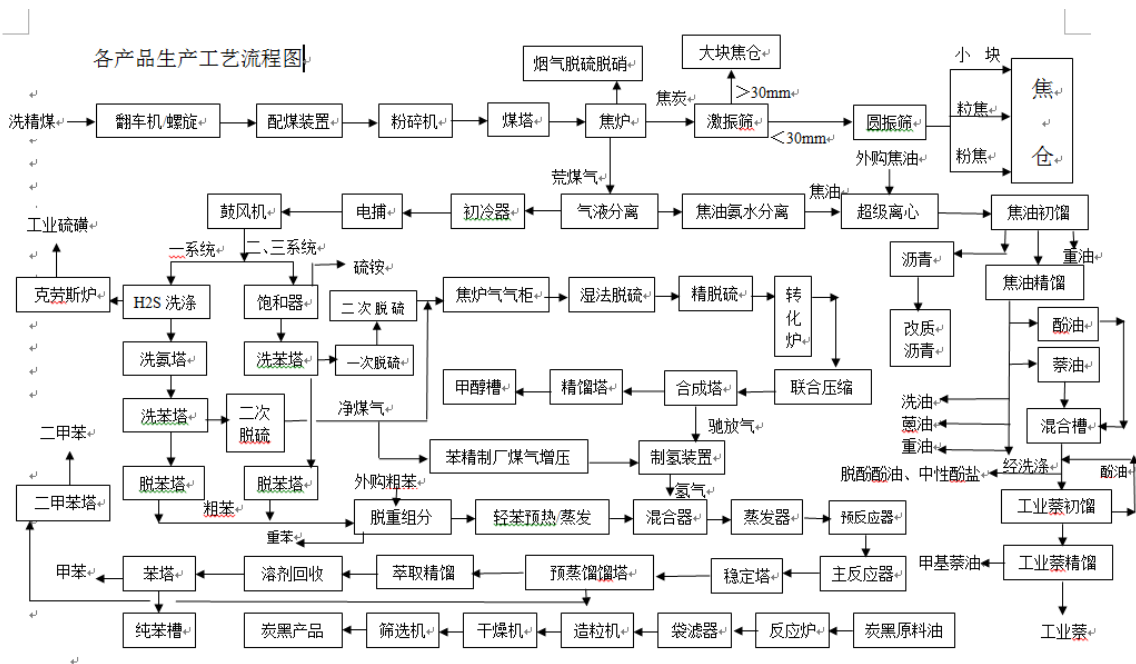 各产品生产工艺流程图
烟气脱硫脱硝
大块焦仓
小 块
焦炭
＞30mm
洗精煤
翻车机/螺旋
配煤装置
粉碎机
煤塔
焦炉
激振筛
圆振筛
粒焦
焦仓
＜30mm
外购焦油
粉焦
荒煤气
焦油
鼓风机
电捕
初冷器
气液分离
焦油氨水分离
超级离心
焦油初馏
工业硫磺
一系统
二、三系统
硫铵
沥青
重油
克劳斯炉
H2S 洗涤
饱和器
二次脱硫
焦炉气气柜
湿法脱硫
精脱硫
转化炉
焦油精馏
改质沥青
酚油
洗氨塔
洗苯塔
一次脱硫
萘油
甲醇槽
精馏塔
合成塔
联合压缩
洗苯塔
二次脱硫
净煤气
洗油
蒽油
重油
混合槽
二甲苯
驰放气
苯精制厂煤气增压
制氢装置
脱苯塔
脱苯塔
外购粗苯
脱酚酚油、中性酚盐
经洗涤
酚油
二甲苯塔
粗苯
氢气
脱重组分
轻苯预热/蒸发
混合器
蒸发器
预反应器
工业萘初馏
重苯
甲苯
苯塔
溶剂回收
萃取精馏
预蒸馏馏塔
稳定塔
主反应器
甲基萘油
工业萘精馏
纯苯槽
炭黑产品
筛选机
干燥机
造粒机
袋滤器
反应炉
炭黑原料油
工业萘